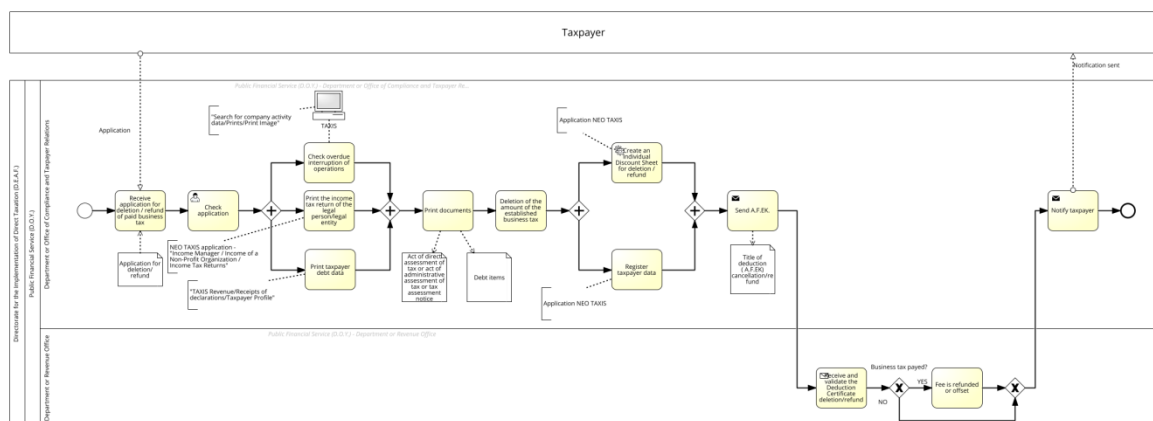 Taxpayer
Directorate for the Implementation of Direct Taxation (D.E.A.F.)
Public Financial Service (D.O.Y.)
Department or Office of Compliance and Taxpayer Relations
Public Financial Service (D.O.Y.) - Department or Office of Compliance and Taxpayer Re...
Notification sent
Application
"Search for company activity
data/Prints/Print Image"
TAXIS
Application NEO TAXIS
Check overdue
interruption of
operations
Create an
Individual
Discount Sheet
for deletion /
refund
Receive
application for
deletion / refund
of paid business
tax
Check
application
Print the income
tax return of the
legal
person/legal
entity
Print documents
Deletion of the
amount of the
established
business tax
Send A.F.EK.
Notify taxpayer
Application for
deletion/
refund
NEO TAXIS application -
"Income Manager / Income of a
Non-Profit Organization /
Income Tax Returns"
Print taxpayer
debt data
Act of direct
assessment of
tax or act of
administrative
assessment of
tax or tax
assessment
notice
Debt items
Register
taxpayer data
Title of
deduction
( A.F.EK)
cancellation/re
fund
"TAXIS Revenue/Receipts of
declarations/Taxpayer Profile"
Application NEO TAXIS
Public Financial Service (D.O.Y.) - Department or Revenue Office
Department or Revenue Office
Receive and
validate the
Deduction
Certificate
deletion/refund
Business tax payed?
YES
NO
Fee is refunded
or offset